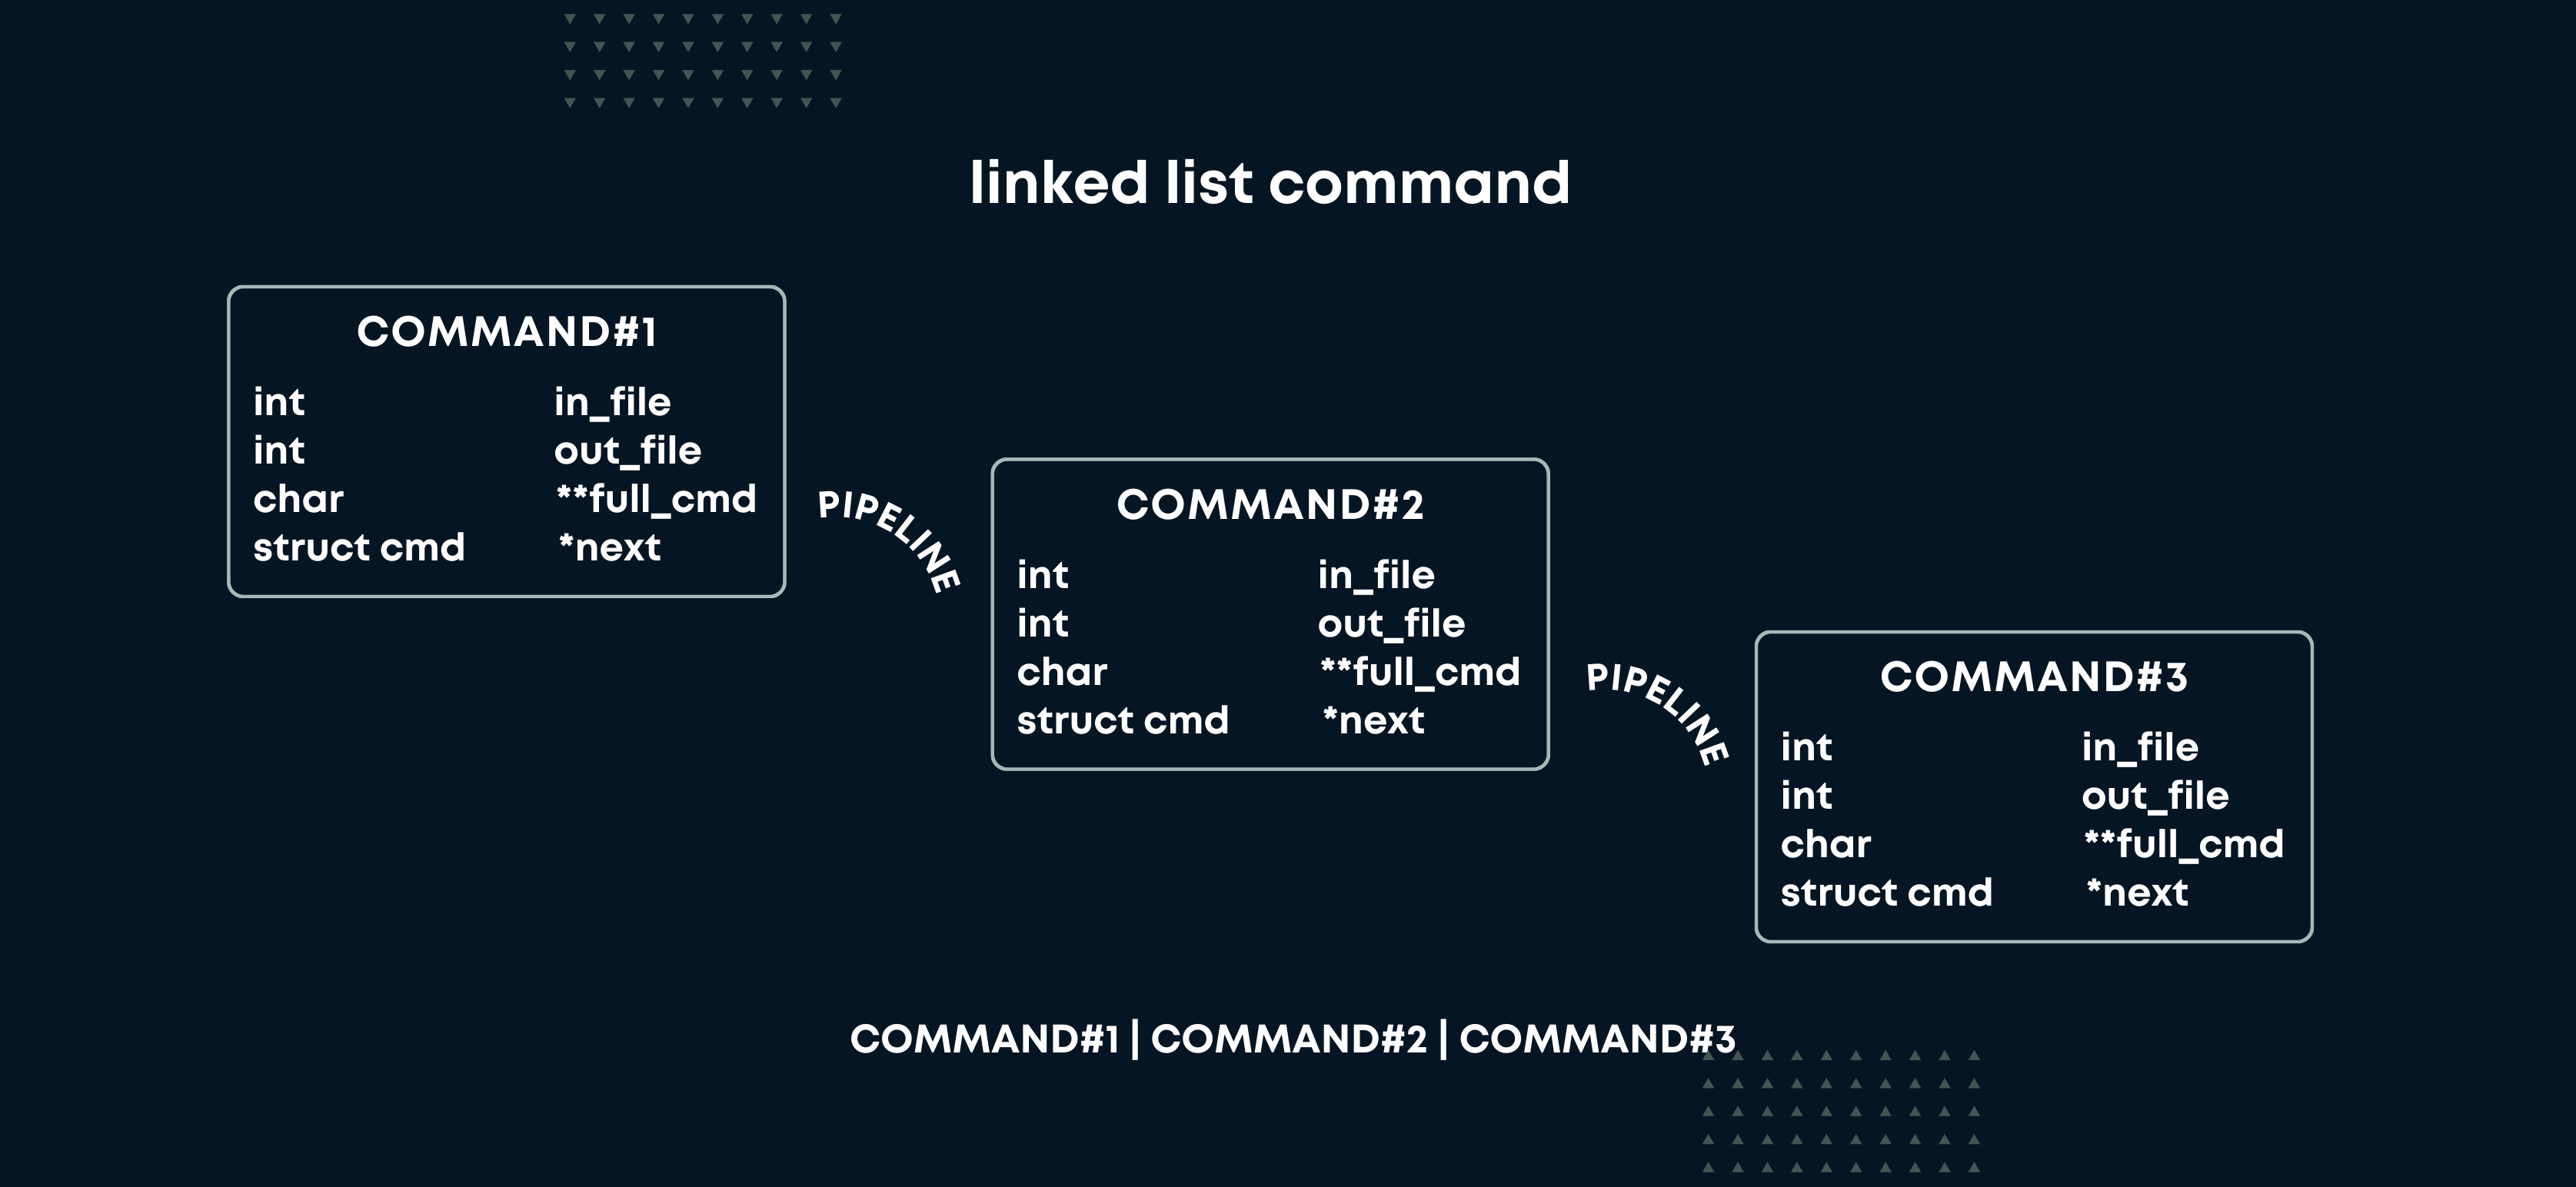 linked list command
COMMAND#1
int in_file
int out_file
char **full_cmd
struct cmd *next
PIPELINE
COMMAND#2
int in_file
int out_file
char **full_cmd
struct cmd *next
PIPELINE
COMMAND#3
int in_file
int out_file
char **full_cmd
struct cmd *next
COMMAND#1 | COMMAND#2 | COMMAND#3